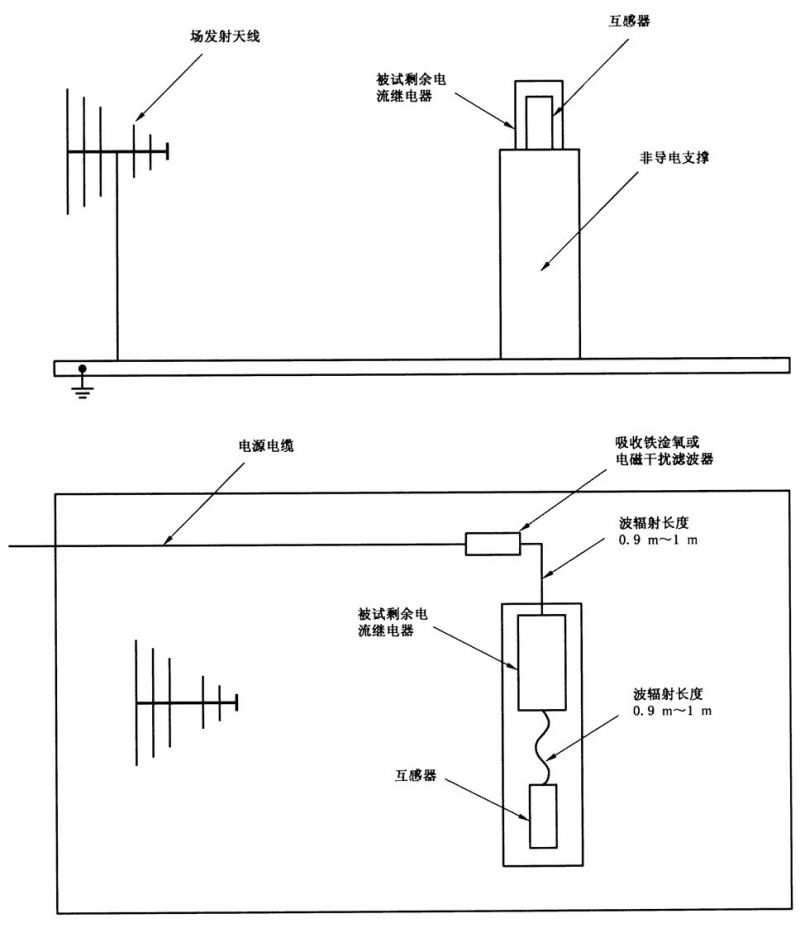 场发射天线
互感器
被试剩余电
流继电器
非导电支撑
电源电缆
吸收铁淦氧或
电磁干扰滤波器
波辐射长度
0.9 m～1 m
被试剩余电
流继电器
波辐射长度
0.9 m～1 m
互感器